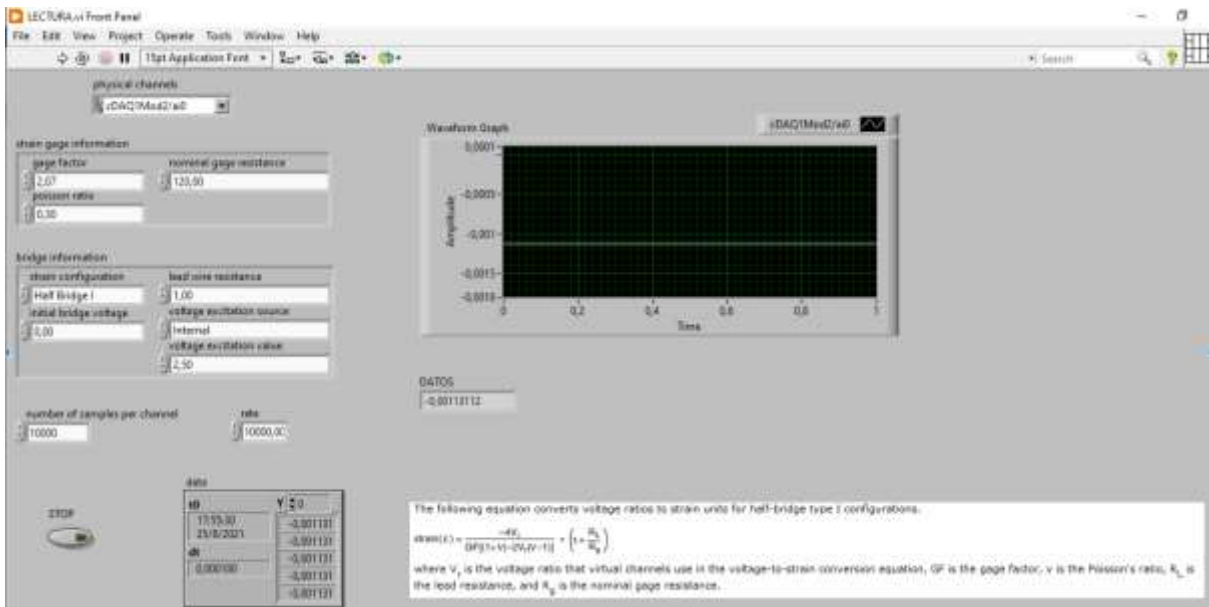 LECTURA.vi Front Panel
File Edit View Project Operate Tools Window Help
11pt Application Font
Search
physical channels
cDAQ1Mod2/ai0
strain gage information
gage factor
nominal gage resistance
2,07
120,00
poisson ratio
0,30
bridge information
strain configuration
lead wire resistance
Half Bridge I
1,00
initial bridge voltage
voltage excitation source
0,00
Internal
voltage excitation value
2,50
number of samples per channel
rate
10000
10000,00
STOP
data
t0
17:55:30
25/8/2021
dt
0,000100
Y
0
-0,001131
-0,001131
-0,001131
-0,001131
-0,001131
Waveform Graph
cDAQ1Mod2/ai0
0,0001
-0,0005
-0,001
-0,0015
Amplitude
0
0,2
0,4
0,6
0,8
1
Time
DATOS
-0,00113112
The following equation converts voltage ratios to strain units for half-bridge type I configurations.
where V is the voltage ratio that virtual channels use in the voltage-to-strain conversion equation, GF is the gage factor, v is the Poisson's ratio, R is
the lead resistance, and R is the nominal gage resistance.